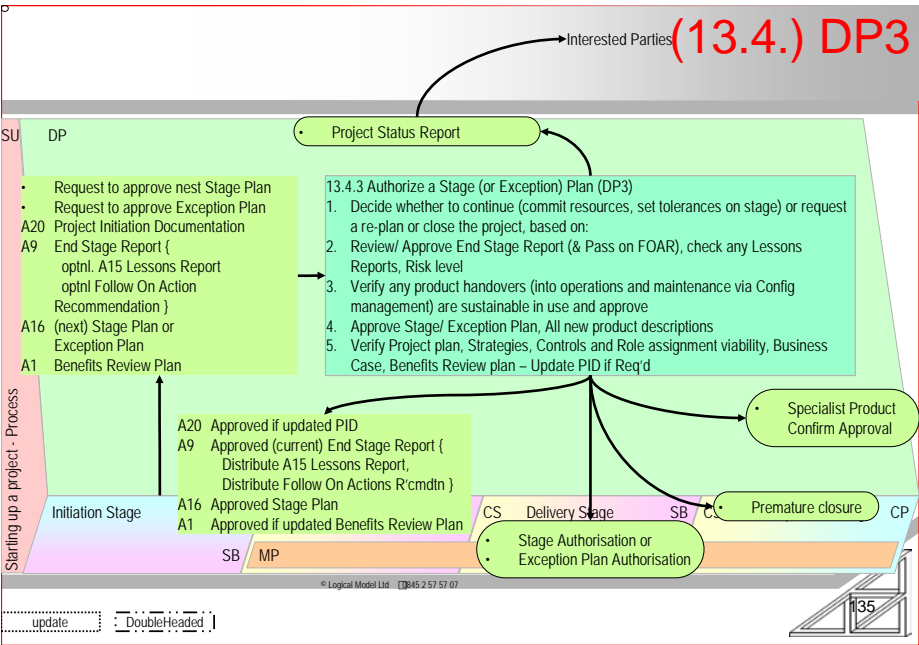 (13.4.) DP3
Interested Parties
SU
DP
• Project Status Report
• Request to approve nest Stage Plan
• Request to approve Exception Plan
A20 Project Initiation Documentation
A9 End Stage Report {
optnl. A15 Lessons Report
optnl Follow On Action
Recommendation }
A16 (next) Stage Plan or
Exception Plan
A1 Benefits Review Plan
13.4.3 Authorize a Stage (or Exception) Plan (DP3)
1. Decide whether to continue (commit resources, set tolerances on stage) or request
a re-plan or close the project, based on:
2. Review/ Approve End Stage Report (& Pass on FOAR), check any Lessons
Reports, Risk level
3. Verify any product handovers (into operations and maintenance via Config
management) are sustainable in use and approve
4. Approve Stage/ Exception Plan, All new product descriptions
5. Verify Project plan, Strategies, Controls and Role assignment viability, Business
Case, Benefits Review plan – Update PID if Req'd
Starting up a project - Process
A20 Approved if updated PID
A9 Approved (current) End Stage Report {
Distribute A15 Lessons Report,
Distribute Follow On Actions R'cmdtn }
A16 Approved Stage Plan
A1 Approved if updated Benefits Review Plan
• Specialist Product
Confirm Approval
• Premature closure
Initiation Stage
SB
MP
CS Delivery Stage SB
CP
• Stage Authorisation or
• Exception Plan Authorisation
© Logical Model Ltd 0845 2 57 57 07
135
update
DoubleHeaded